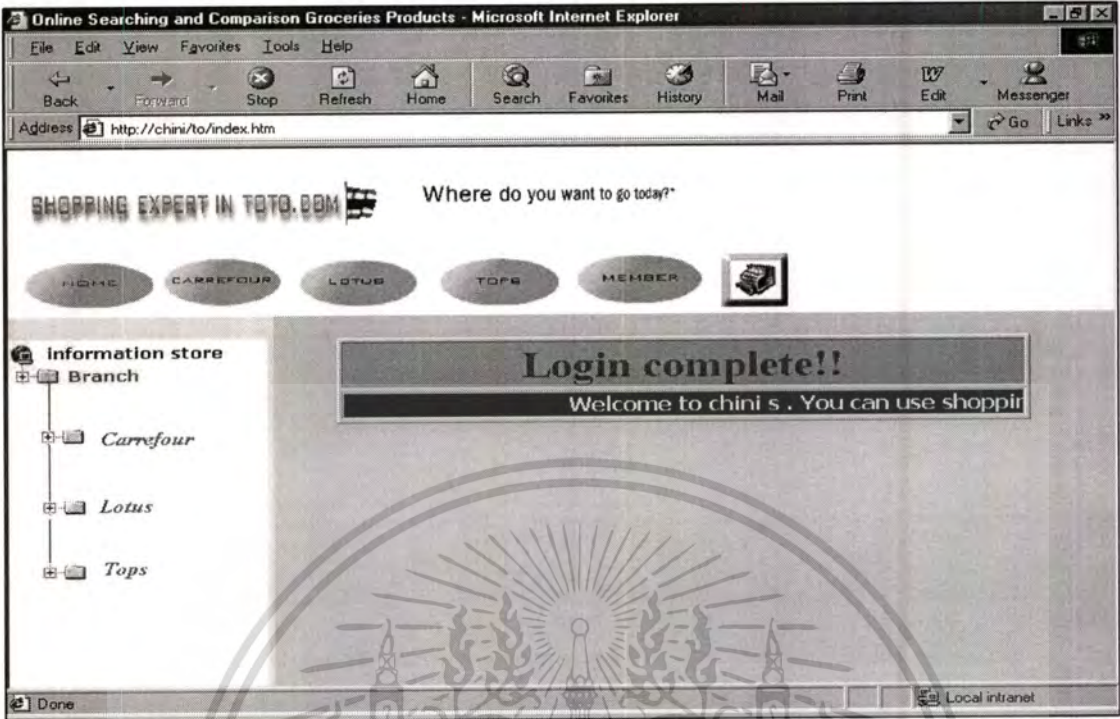 Online Searching and Comparison Groceries Products - Microsoft Internet Explorer
File Edit View Favorites Tools Help
Back Forward Stop Refresh Home Search Favorites History Mail Print Edit Messenger
Address http://chini/to/index.htm Go Links »
SHOPPING EXPERT IN TOTO.COM Where do you want to go today?"
HOME CARREFOUR LOTUS TOPS MEMBER
Information store
Branch
Carrefour
Lotus
Tops
Login complete!!
Welcome to chini s . You can use shoppin
Done Local intranet